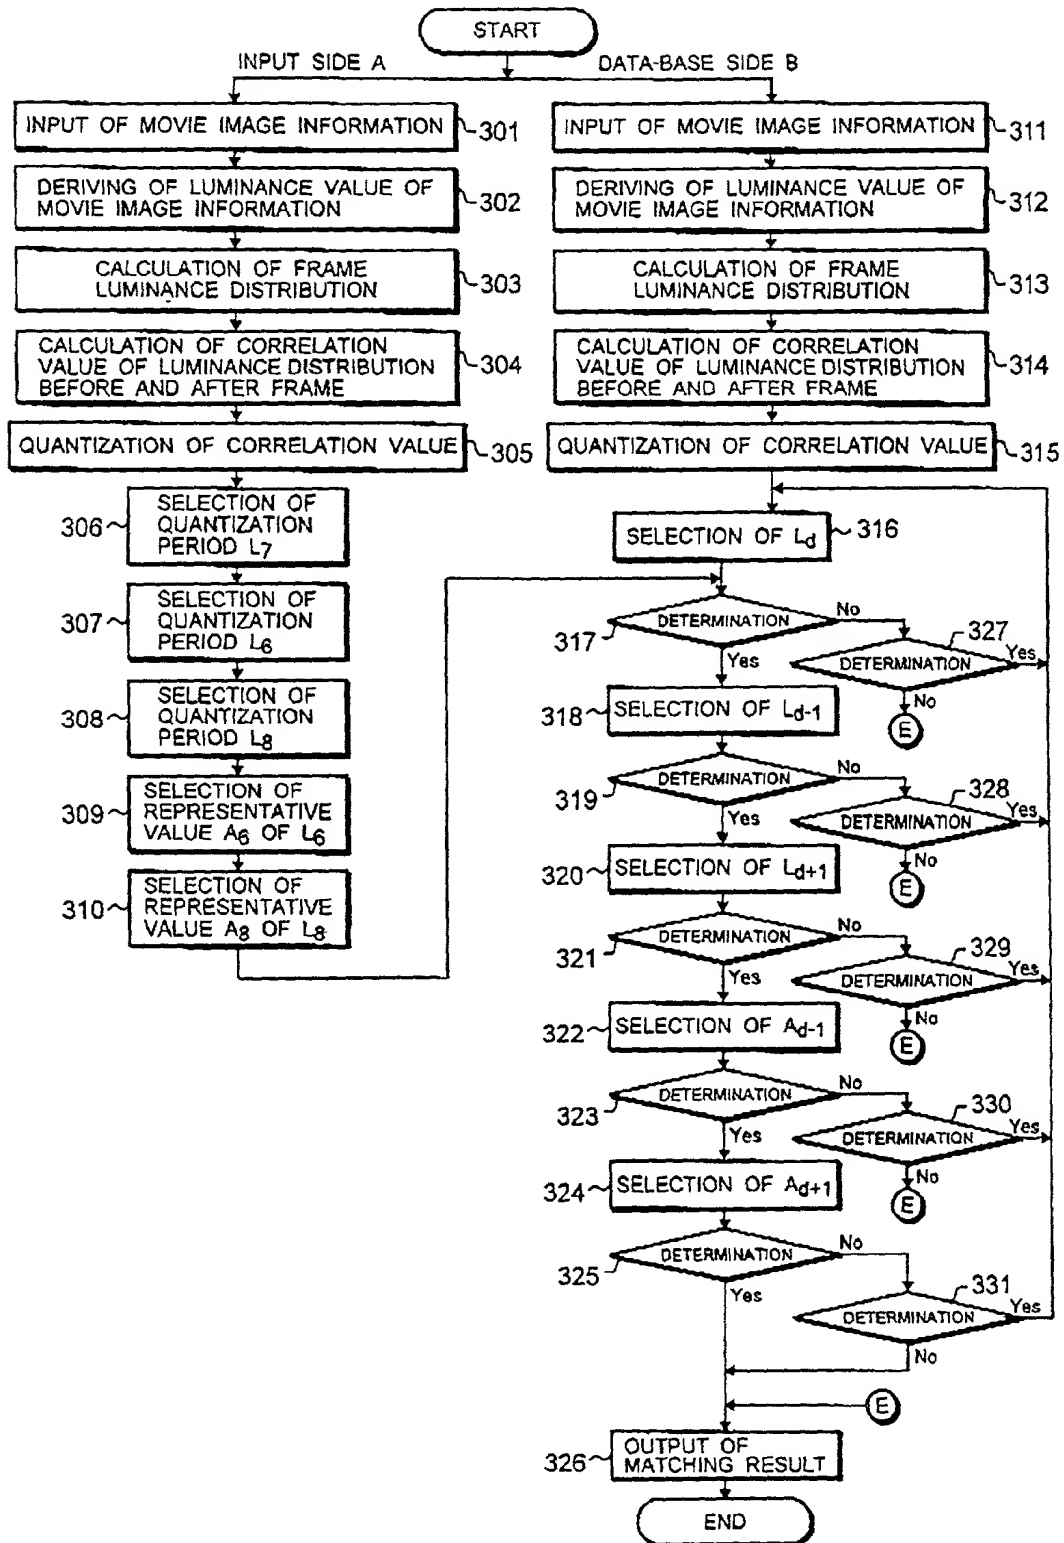 START
INPUT SIDE A
DATA-BASE SIDE B
INPUT OF MOVIE IMAGE INFORMATION
301
DERIVING OF LUMINANCE VALUE OF
MOVIE IMAGE INFORMATION
302
CALCULATION OF FRAME
LUMINANCE DISTRIBUTION
303
CALCULATION OF CORRELATION
VALUE OF LUMINANCE DISTRIBUTION
BEFORE AND AFTER FRAME
304
QUANTIZATION OF CORRELATION VALUE
305
306
SELECTION OF
QUANTIZATION
PERIOD L7
307
SELECTION OF
QUANTIZATION
PERIOD L6
308
SELECTION OF
QUANTIZATION
PERIOD L8
309
SELECTION OF
REPRESENTATIVE
VALUE A6 OF L6
310
SELECTION OF
REPRESENTATIVE
VALUE A8 OF L8
INPUT OF MOVIE IMAGE INFORMATION
311
DERIVING OF LUMINANCE VALUE OF
MOVIE IMAGE INFORMATION
312
CALCULATION OF FRAME
LUMINANCE DISTRIBUTION
313
CALCULATION OF CORRELATION
VALUE OF LUMINANCE DISTRIBUTION
BEFORE AND AFTER FRAME
314
QUANTIZATION OF CORRELATION VALUE
315
SELECTION OF Ld
316
317
DETERMINATION
No
Yes
327
DETERMINATION
Yes
No
E
318
SELECTION OF Ld-1
319
DETERMINATION
No
Yes
328
DETERMINATION
Yes
No
E
320
SELECTION OF Ld+1
321
DETERMINATION
No
Yes
329
DETERMINATION
Yes
No
E
322
SELECTION OF Ad-1
323
DETERMINATION
No
Yes
330
DETERMINATION
Yes
No
E
324
SELECTION OF Ad+1
325
DETERMINATION
No
Yes
331
DETERMINATION
Yes
No
E
326
OUTPUT OF
MATCHING RESULT
END